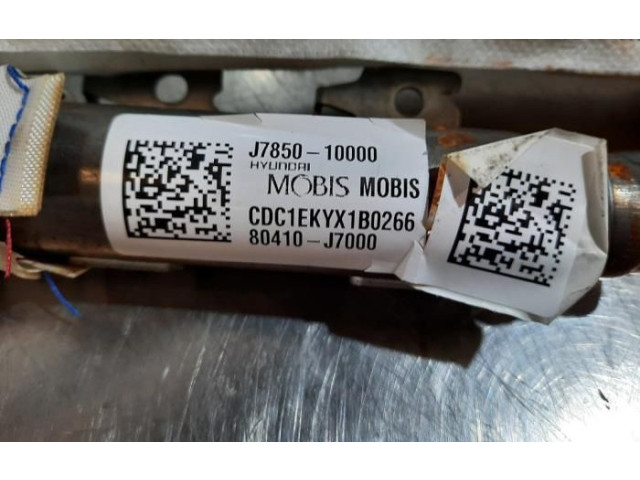 J7850-10000
HYUNDAI
MOBIS MOBIS
CDC1EKYX1B0266
80410-J7000